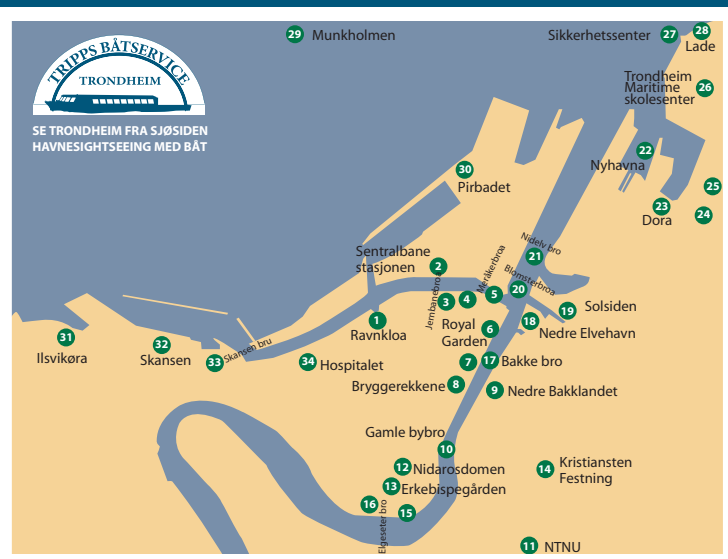 TRIPPS BÅTSERVICE
TRONDHEIM
SE TRONDHEIM FRA SJØSIDEN
HAVNESIGHTSEEING MED BÅT
29 Munkholmen
Sikkerhetssenter 27
28
Lade
Trondheim
Maritime
skolesenter
26
22
Nyhavna
30
Pirbadet
25
23
Dora
24
Nidelv bro
21
Sentralbane
stasjonen
2
Meråkerbroa
Blomsterbroa
20
Jernbanebroa
3
4
5
19
Solsiden
1
Ravnkloa
Royal
Garden
6
18
Nedre Elvehavn
31
Ilsvikøra
32
Skansen
33
Skansen bru
34 Hospitalet
7
17 Bakke bro
Bryggerekkene 8
9 Nedre Bakklandet
Gamle bybro
10
12 Nidarosdomen
13 Erkebispegården
14
Kristiansten
Festning
16
Elgeseter bro
15
11 NTNU